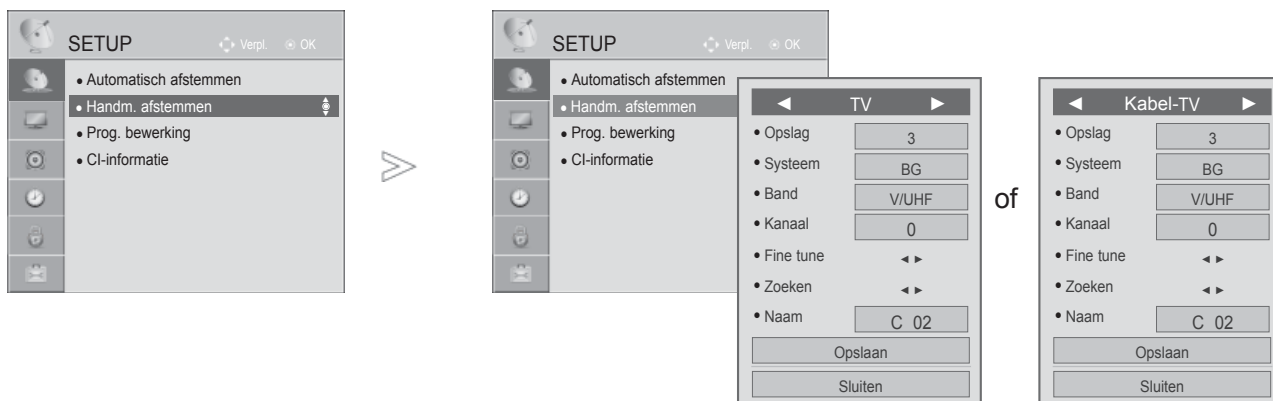 SETUP
Verpl. OK
• Automatisch afstemmen
• Handm. afstemmen
• Prog. bewerking
• CI-informatie
SETUP
Verpl. OK
• Automatisch afstemmen
• Handm. afstemmen
• Prog. bewerking
• CI-informatie
◄ TV ►
• Opslag 3
• Systeem BG
• Band V/UHF
• Kanaal 0
• Fine tune ◄ ►
• Zoeken ◄ ►
• Naam C 02
Opslaan
Sluiten
of
◄ Kabel-TV ►
• Opslag 3
• Systeem BG
• Band V/UHF
• Kanaal 0
• Fine tune ◄ ►
• Zoeken ◄ ►
• Naam C 02
Opslaan
Sluiten